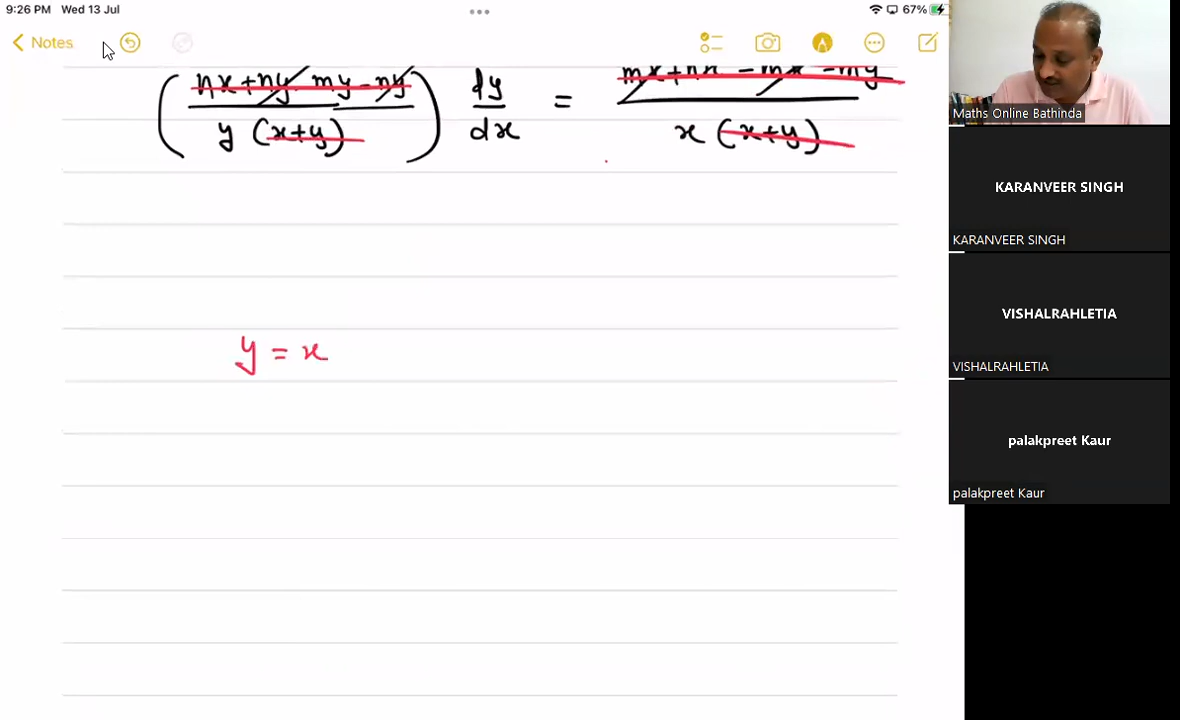 9:26 PM Wed 13 Jul
67%
Notes
nx+ny-my-ny dy = mx+nx-mx-my
y (x+y) dx x (x+y)
y = x
Maths Online Bathinda
KARANVEER SINGH
KARANVEER SINGH
VISHALRAHLETIA
VISHALRAHLETIA
palakpreet Kaur
palakpreet Kaur